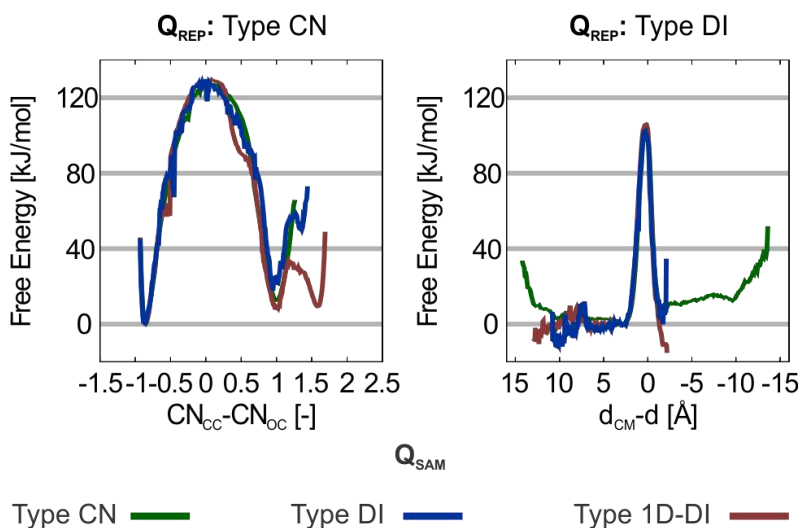 Q_REP: Type CN
Q_REP: Type DI
Free Energy [kJ/mol]
120
80
40
0
-1.5 -1 -0.5 0 0.5 1 1.5 2 2.5
CN_CC-CN_OC [-]
Free Energy [kJ/mol]
120
80
40
0
15 10 5 0 -5 -10 -15
d_CM-d [Å]
Q_SAM
Type CN Type DI Type 1D-DI